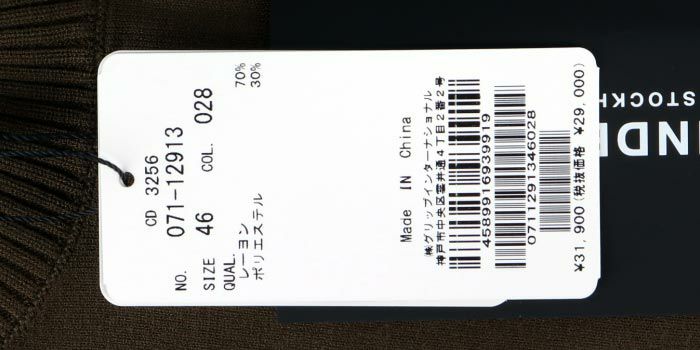 CD 3256
NO. 071-12913
SIZE 46 COL. 028
QUAL.
レーヨン 70%
ポリエステル 30%
Made IN China
㈱グリップインターナショナル
神戸市中央区雲井通4丁目2番2号
4589916939919
0711291346028
¥31,900(税抜価格 ¥29,000)
INDE
STOCKH